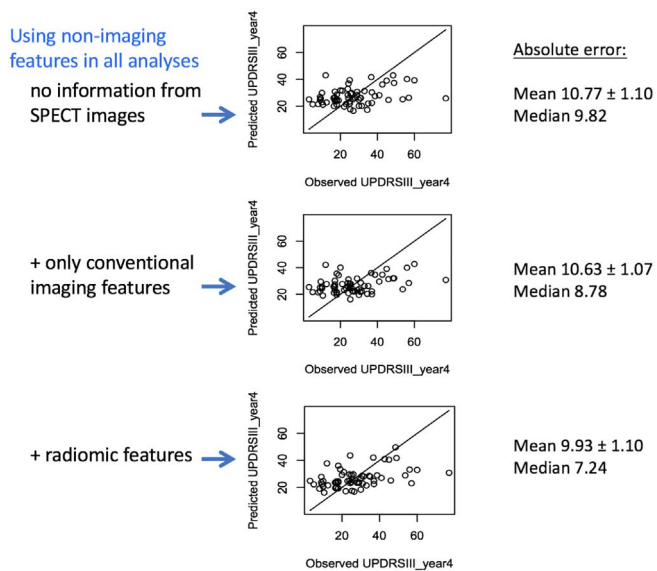 Using non-imaging
features in all analyses
no information from
SPECT images
Predicted UPDRSIII_year4
60
40
20
20 40 60
Observed UPDRSIII_year4
Absolute error:
Mean 10.77 ± 1.10
Median 9.82
+ only conventional
imaging features
Predicted UPDRSIII_year4
60
40
20
20 40 60
Observed UPDRSIII_year4
Mean 10.63 ± 1.07
Median 8.78
+ radiomic features
Predicted UPDRSIII_year4
60
40
20
20 40 60
Observed UPDRSIII_year4
Mean 9.93 ± 1.10
Median 7.24